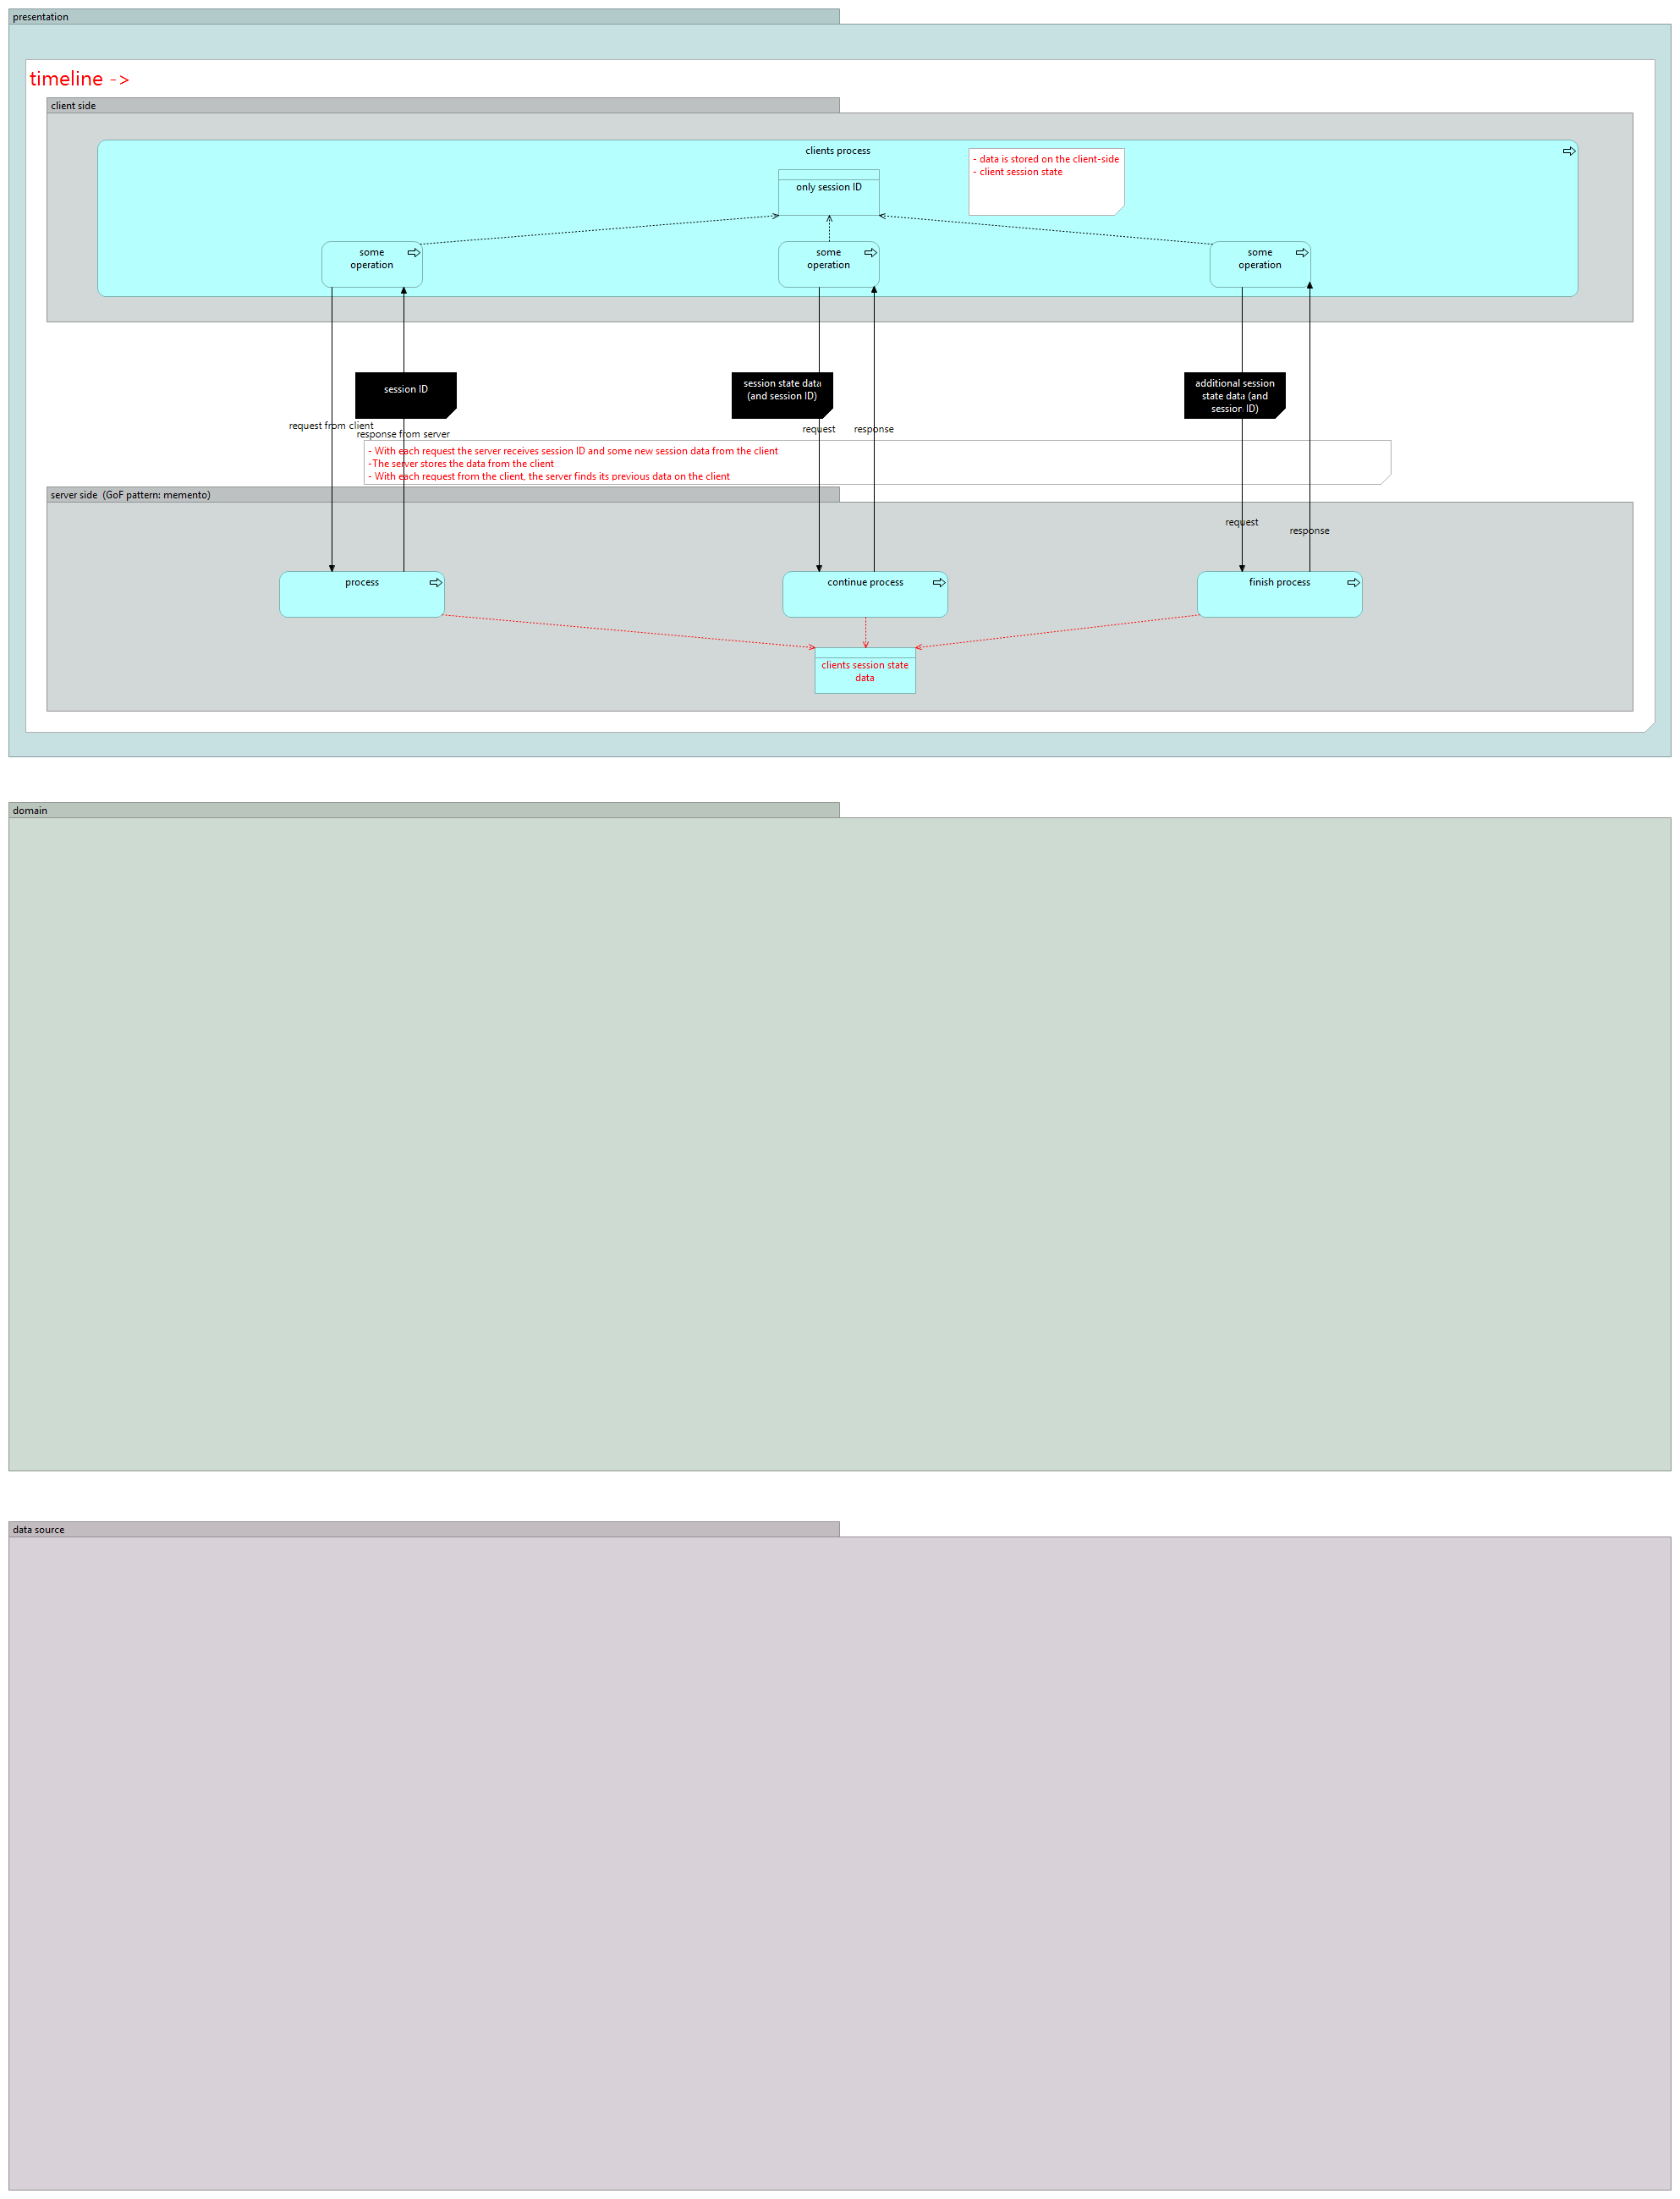 presentation
timeline ->
client side
clients process
- data is stored on the client-side
- client session state
only session ID
some
operation
some
operation
some
operation
session ID
session state data
(and session ID)
additional session
state data (and
session ID)
request from client
response from server
request
response
- With each request the server receives session ID and some new session data from the client
-The server stores the data from the client
- With each request from the client, the server finds its previous data on the client
server side  (GoF pattern: memento)
request
response
process
continue process
finish process
clients session state
data
domain
data source